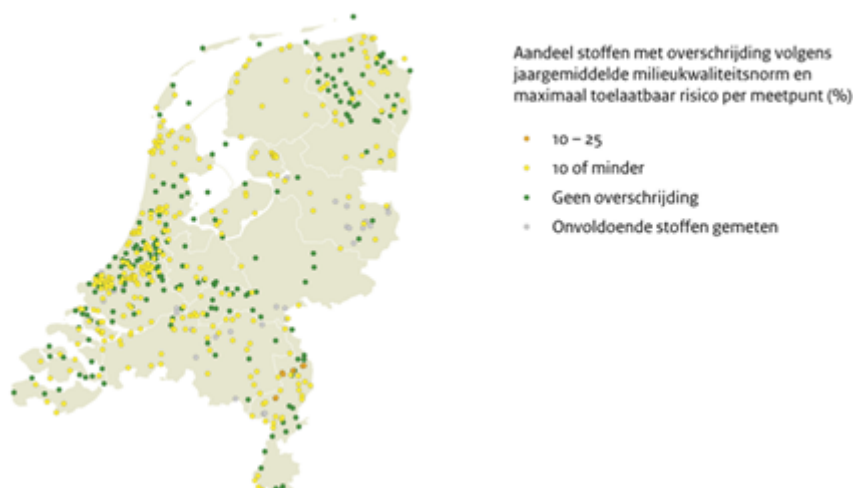 Aandeel stoffen met overschrijding volgens
jaargemiddelde milieukwaliteitsnorm en
maximaal toelaatbaar risico per meetpunt (%)
10 – 25
10 of minder
Geen overschrijding
Onvoldoende stoffen gemeten